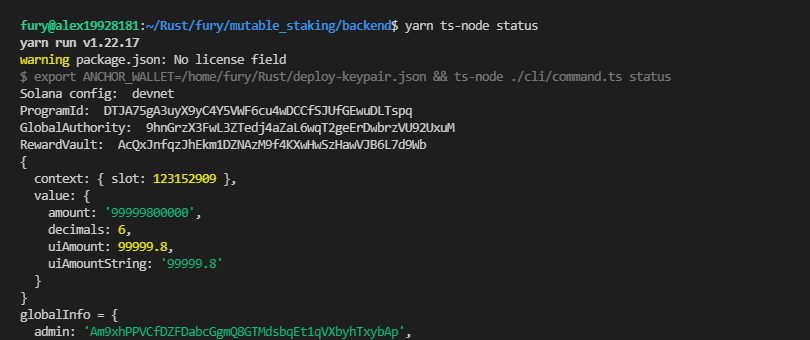 fury@alex19928181:~/Rust/fury/mutable_staking/backend$ yarn ts-node status
yarn run v1.22.17
warning package.json: No license field
$ export ANCHOR_WALLET=/home/fury/Rust/deploy-keypair.json && ts-node ./cli/command.ts status
Solana config:  devnet
ProgramId:  DTJA75gA3uyX9yC4Y5VWF6cu4wDCCfSJUfGEwuDLTspq
GlobalAuthority:  9hnGrzX3FwL3ZTedj4aZaL6wqT2geErDwbrzVU92UxuM
RewardVault:  AcQxJnfqzJhEkm1DZNAzM9f4KXwHwSzHawVJB6L7d9Wb
{
  context: { slot: 123152909 },
  value: {
    amount: '99999800000',
    decimals: 6,
    uiAmount: 99999.8,
    uiAmountString: '99999.8'
  }
}
globalInfo = {
  admin: 'Am9xhPPVCfDZFDabcGgmQ8GTMdsbqEt1qVXbyhTxybAp',